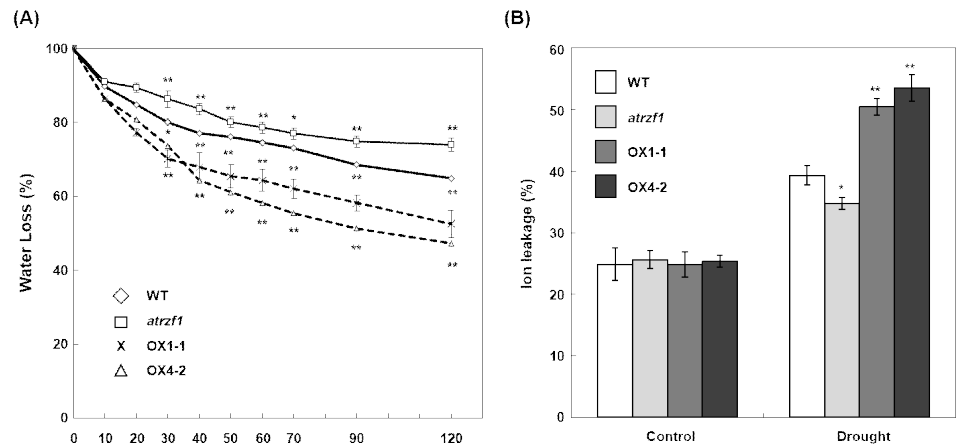 (A)
Water Loss (%)
100
80
60
40
20
0
** ** ** ** * ** **
* ** ** ** ** ** **
** ** ** ** ** ** **
WT
atrzf1
OX1-1
OX4-2
0 10 20 30 40 50 60 70 90 120
(B)
Ion leakage (%)
60
50
40
30
20
10
0
WT
atrzf1
OX1-1
OX4-2
*
**
**
Control Drought